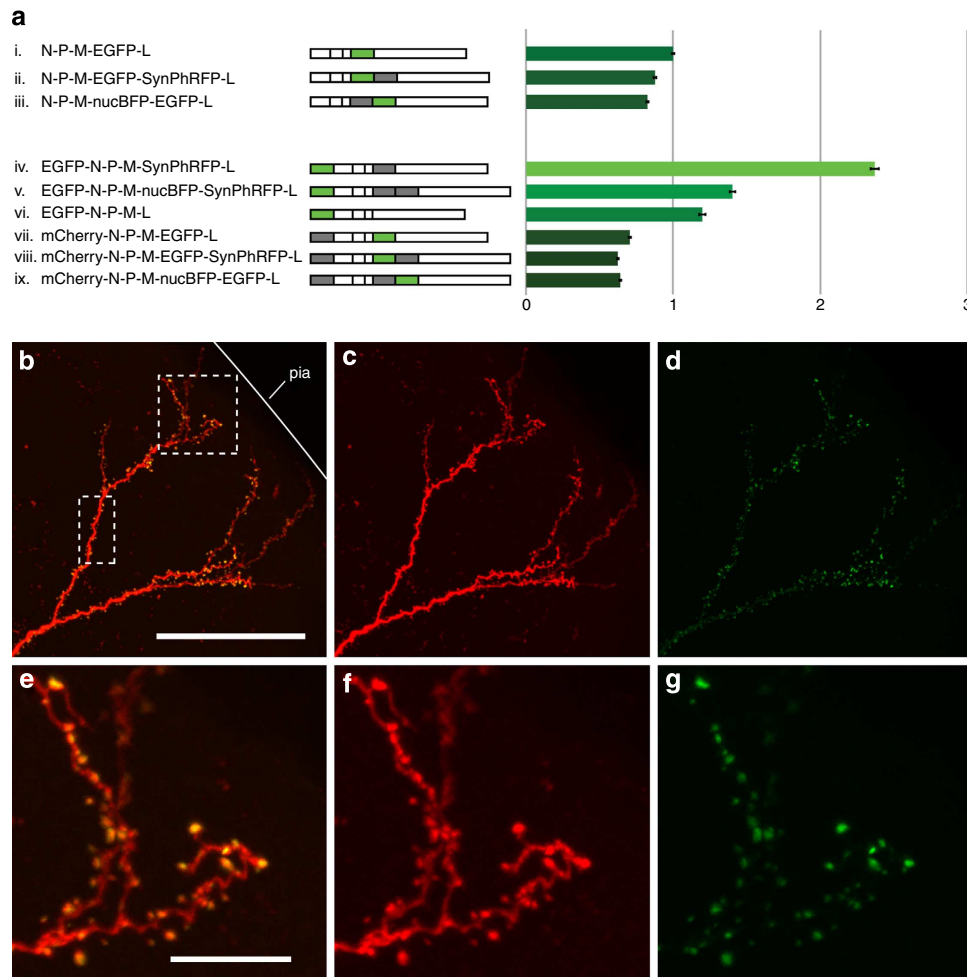 a
i. N-P-M-EGFP-L
ii. N-P-M-EGFP-SynPhRFP-L
iii. N-P-M-nucBFP-EGFP-L
iv. EGFP-N-P-M-SynPhRFP-L
v. EGFP-N-P-M-nucBFP-SynPhRFP-L
vi. EGFP-N-P-M-L
vii. mCherry-N-P-M-EGFP-L
viii. mCherry-N-P-M-EGFP-SynPhRFP-L
ix. mCherry-N-P-M-nucBFP-EGFP-L
0 1 2 3
b
pia
c
d
e
f
g